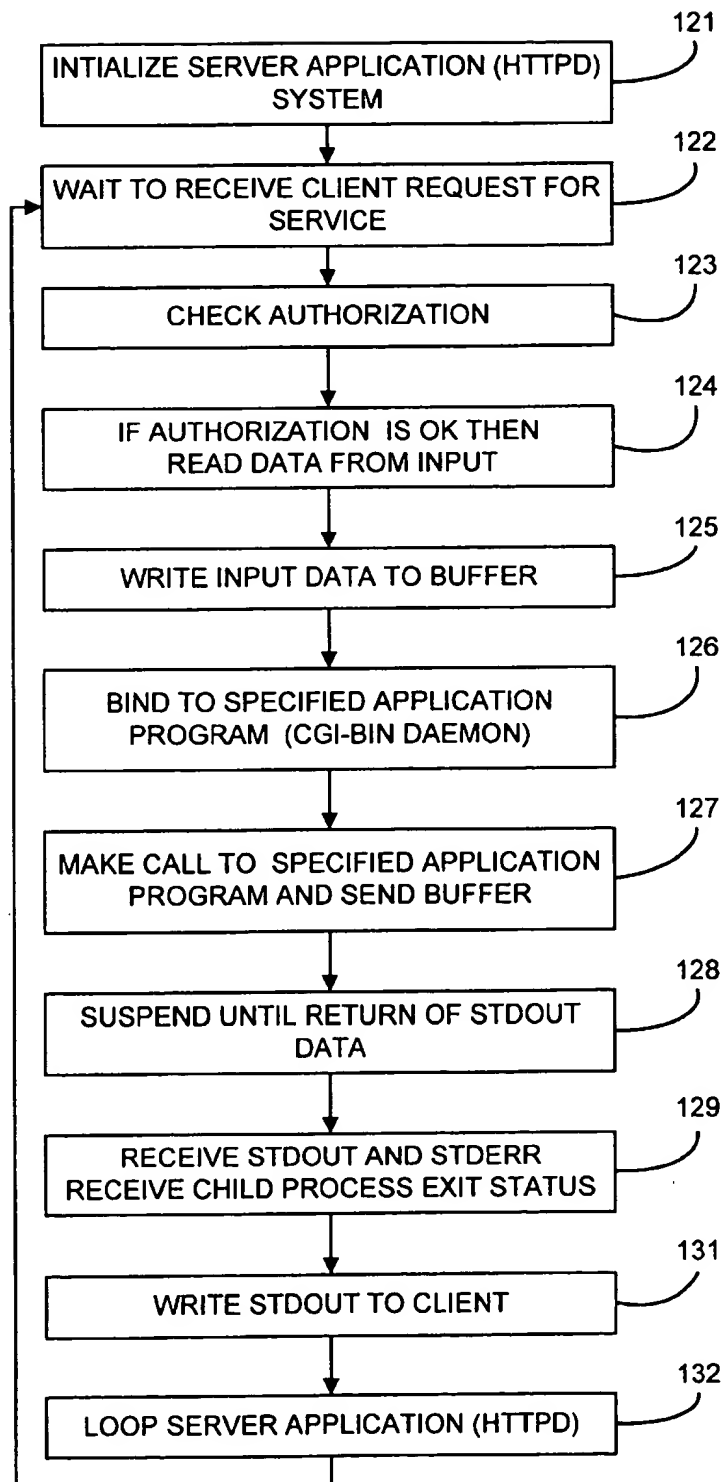 121
INTIALIZE SERVER APPLICATION (HTTPD)
SYSTEM
122
WAIT TO RECEIVE CLIENT REQUEST FOR
SERVICE
123
CHECK AUTHORIZATION
124
IF AUTHORIZATION IS OK THEN
READ DATA FROM INPUT
125
WRITE INPUT DATA TO BUFFER
126
BIND TO SPECIFIED APPLICATION
PROGRAM (CGI-BIN DAEMON)
127
MAKE CALL TO SPECIFIED APPLICATION
PROGRAM AND SEND BUFFER
128
SUSPEND UNTIL RETURN OF STDOUT
DATA
129
RECEIVE STDOUT AND STDERR
RECEIVE CHILD PROCESS EXIT STATUS
131
WRITE STDOUT TO CLIENT
132
LOOP SERVER APPLICATION (HTTPD)